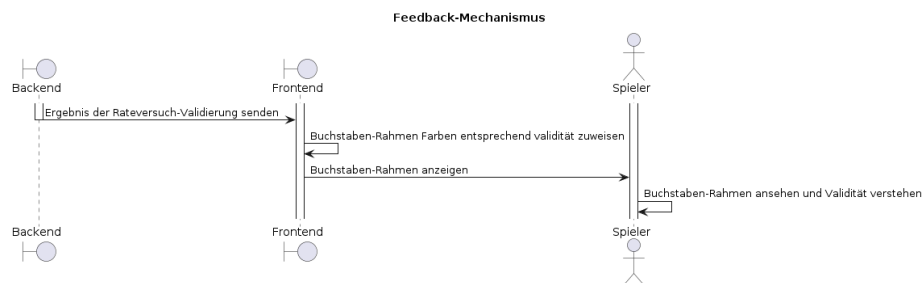 Feedback-Mechanismus
Backend
Frontend
Spieler
Ergebnis der Rateversuch-Validierung senden
Buchstaben-Rahmen Farben entsprechend validität zuweisen
Buchstaben-Rahmen anzeigen
Buchstaben-Rahmen ansehen und Validität verstehen
Backend
Frontend
Spieler